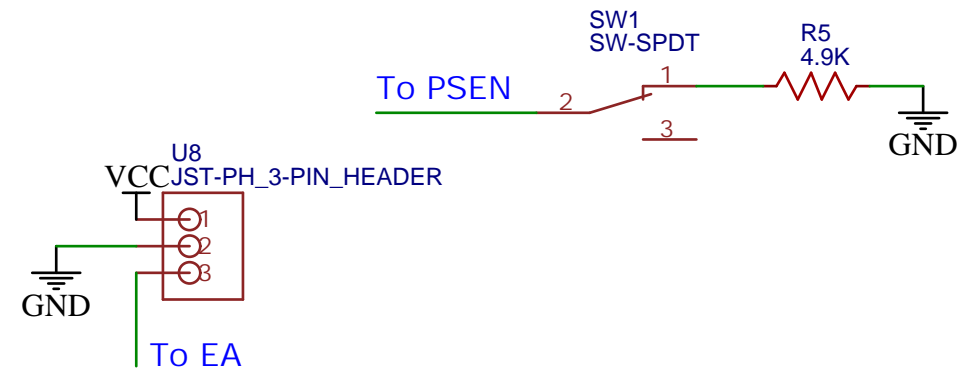 SW1
SW-SPDT
R5
4.9K
To PSEN
2
1
3
GND
U8
VCC
JST-PH_3-PIN_HEADER
1
2
3
GND
To EA